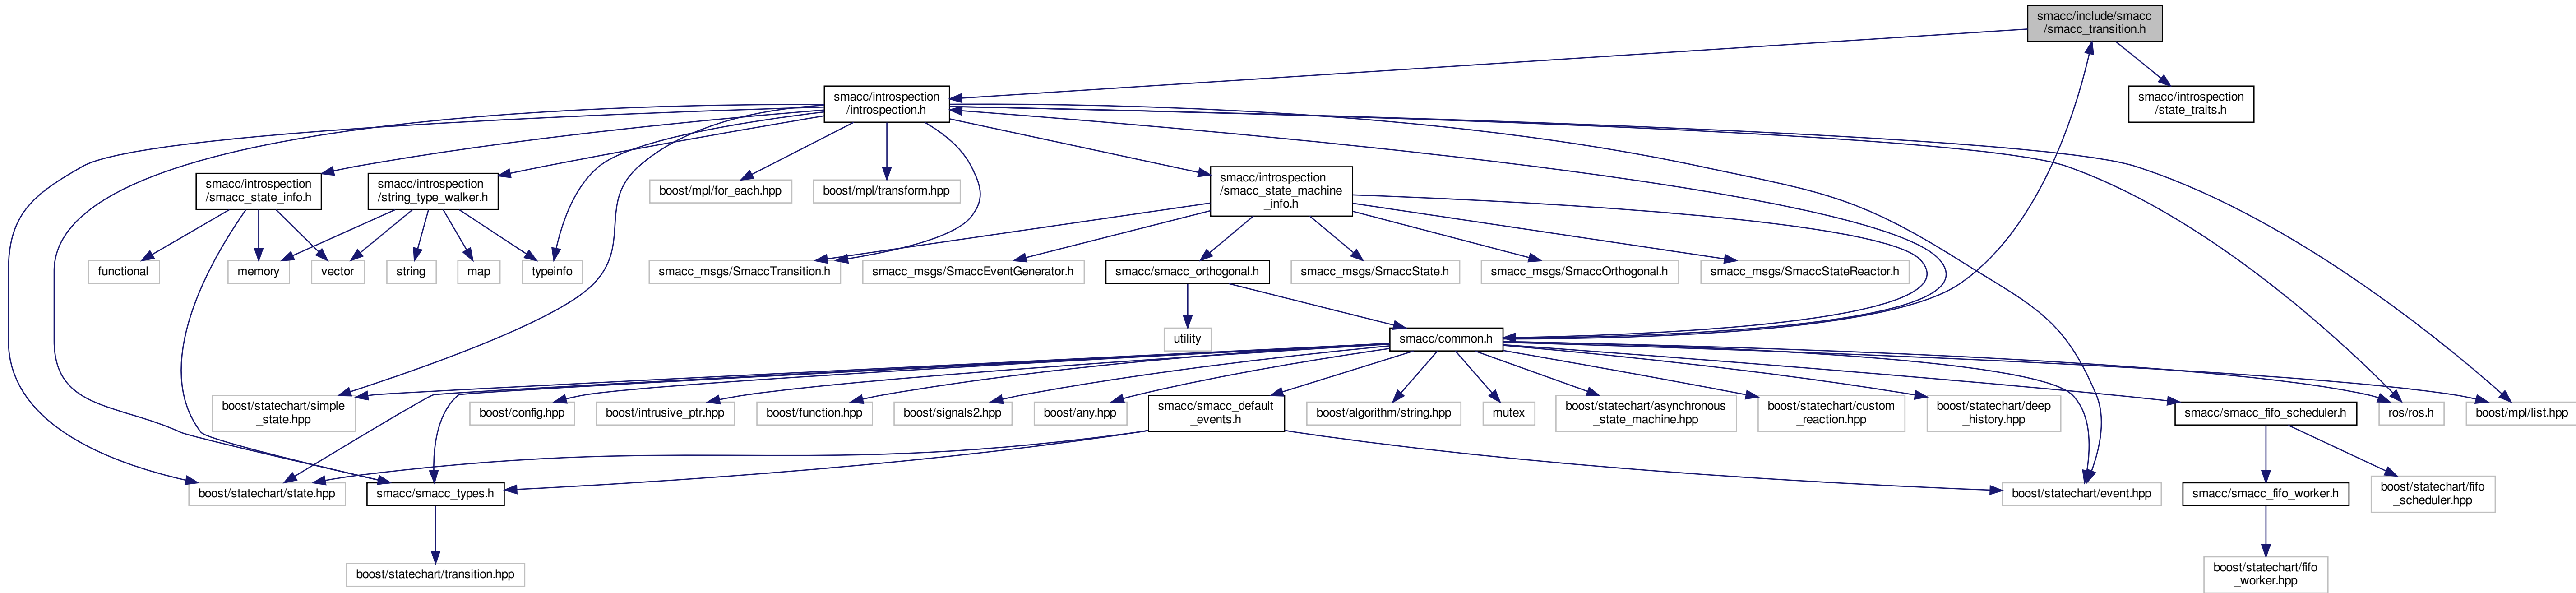 smacc/include/smacc
/smacc_transition.h
smacc/introspection
/introspection.h
smacc/introspection
/state_traits.h
smacc/introspection
/smacc_state_info.h
smacc/introspection
/string_type_walker.h
boost/mpl/for_each.hpp
boost/mpl/transform.hpp
smacc/introspection
/smacc_state_machine
_info.h
functional
memory
vector
string
map
typeinfo
smacc_msgs/SmaccTransition.h
smacc_msgs/SmaccEventGenerator.h
smacc/smacc_orthogonal.h
smacc_msgs/SmaccState.h
smacc_msgs/SmaccOrthogonal.h
smacc_msgs/SmaccStateReactor.h
utility
smacc/common.h
boost/statechart/simple
_state.hpp
boost/config.hpp
boost/intrusive_ptr.hpp
boost/function.hpp
boost/signals2.hpp
boost/any.hpp
smacc/smacc_default
_events.h
boost/algorithm/string.hpp
mutex
boost/statechart/asynchronous
_state_machine.hpp
boost/statechart/custom
_reaction.hpp
boost/statechart/deep
_history.hpp
smacc/smacc_fifo_scheduler.h
ros/ros.h
boost/mpl/list.hpp
boost/statechart/state.hpp
smacc/smacc_types.h
boost/statechart/event.hpp
smacc/smacc_fifo_worker.h
boost/statechart/fifo
_scheduler.hpp
boost/statechart/transition.hpp
boost/statechart/fifo
_worker.hpp